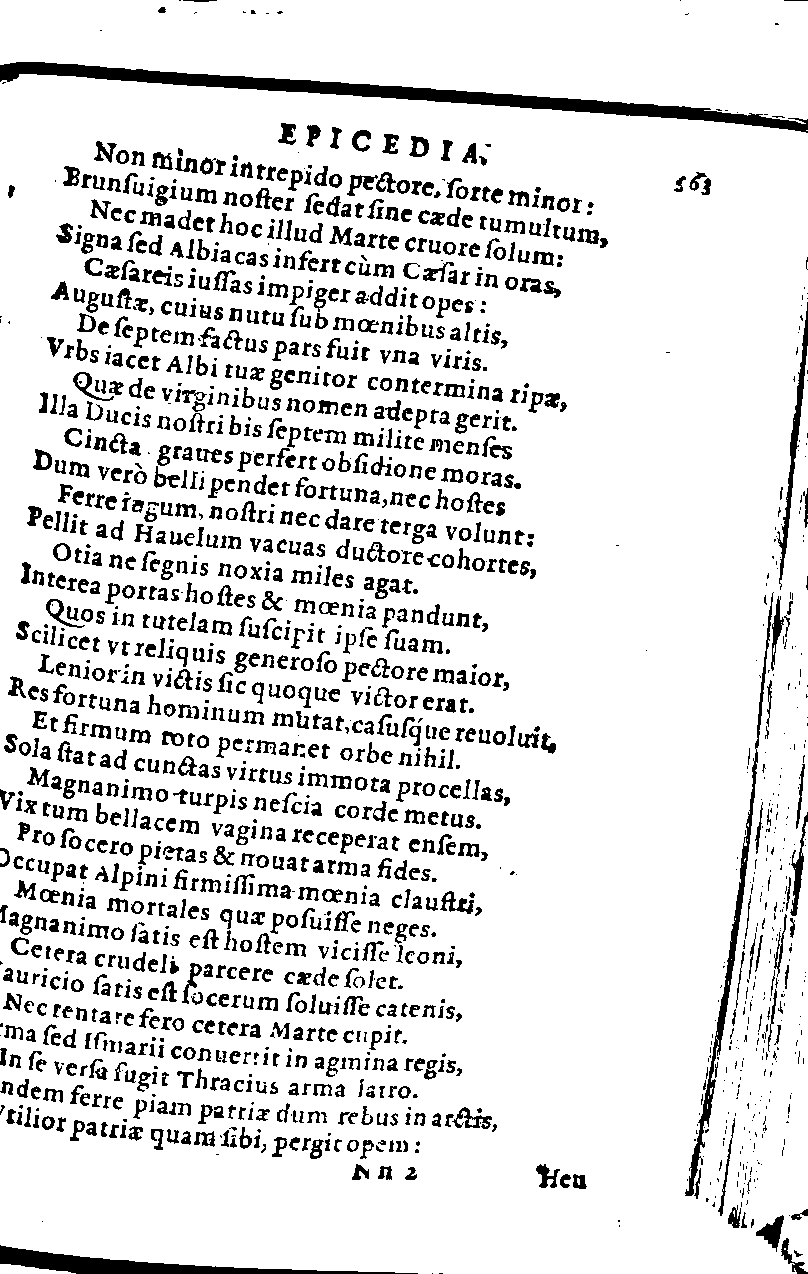 EPICEDIA.
563
Non minor intrepido pectore, ſorte minor:
Brunſuigium noſter ſedat ſine cæde tumultum,
Nec madet hoc illud Marte cruore ſolum:
Signa ſed Albiacas infert cùm Cæſar in oras,
Cæſareis iuſſas impiger addit opes:
Auguſtæ, cuius nutu ſub mœnibus altis,
De ſeptem factus pars fuit vna viris.
Vrbs iacet Albi tuæ genitor contermina ripæ,
Quæ de virginibus nomen adepta gerit.
Illa Ducis noſtri bis ſeptem milite menſes
Cincta graues perfert obſidione moras.
Dum verò belli pendet fortuna, nec hoſtes
Ferre iugum, noſtri nec dare terga volunt:
Pellit ad Hauelum vacuas ductore cohortes,
Otia ne ſegnis noxia miles agat.
Interea portas hoſtes & mœnia pandunt,
Quos in tutelam ſuſcipit ipſe ſuam.
Scilicet vt reliquis generoſo pectore maior,
Lenior in victis ſic quoque victor erat.
Res fortuna hominum mutat, caſuſq́ue reuoluit,
Et firmum toto permanet orbe nihil.
Sola ſtat ad cunctas virtus immota procellas,
Magnanimo turpis neſcia corde metus.
Vix tum bellacem vagina receperat enſem,
Pro ſocero pietas & nouat arma fides.
Occupat Alpini firmiſſima mœnia clauſtri,
Mœnia mortales quæ poſuiſſe neges.
Magnanimo ſatis eſt hoſtem viciſſe leoni,
Cetera crudeli parcere cæde ſolet.
auricio ſatis eſt ſocerum ſoluiſſe catenis,
Nec tentare fero cetera Marte cupit.
rma ſed Iſmarii conuertit in agmina regis,
In ſe verſa fugit Thracius arma latro.
ndem ferre piam patriæ dum rebus in arctis,
Vtilior patriæ quam ſibi, pergit opem:
Nn 2
Heu